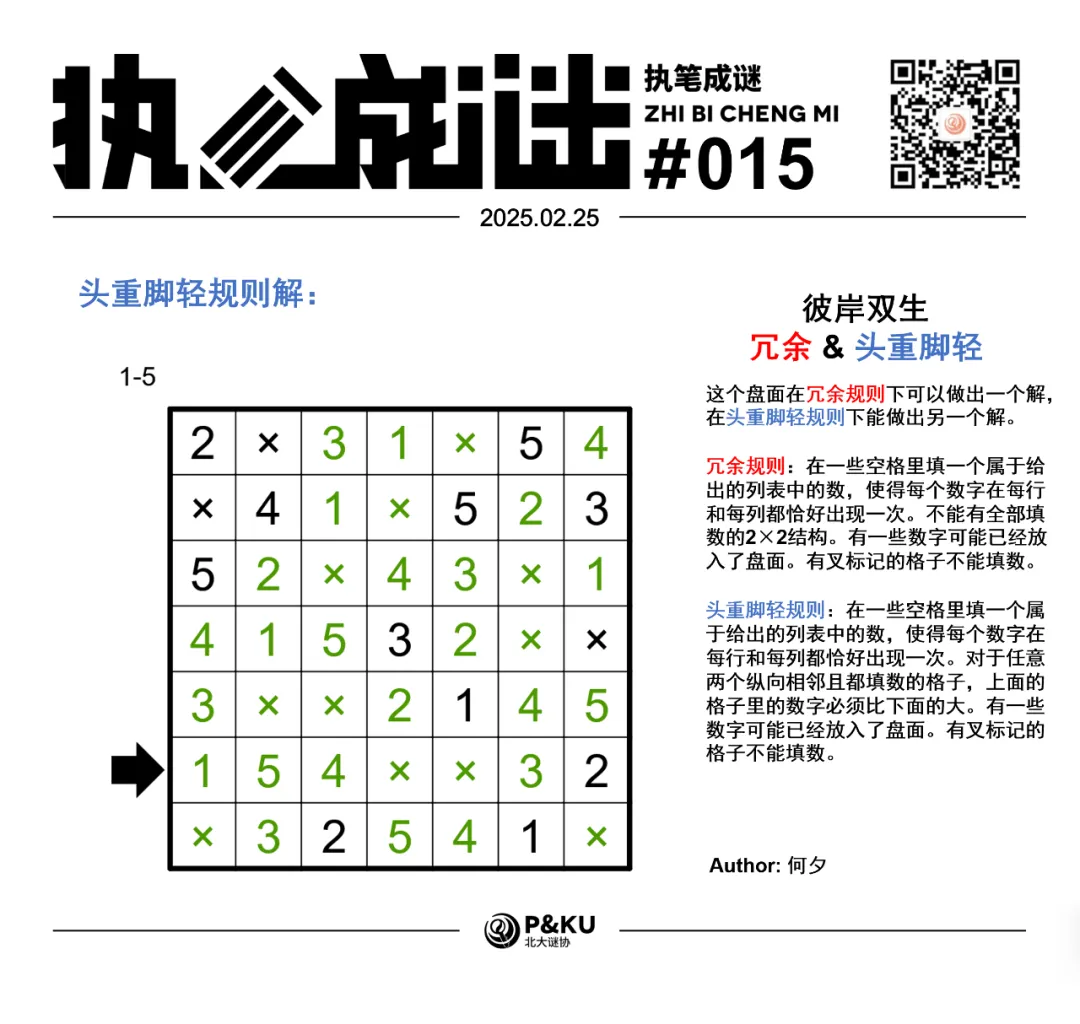 执笔成谜
执笔成谜
ZHI BI CHENG MI
#015
2025.02.25
头重脚轻规则解：
1-5
2 × 3 1 × 5 4
× 4 1 × 5 2 3
5 2 × 4 3 × 1
4 1 5 3 2 × ×
3 × × 2 1 4 5
1 5 4 × × 3 2
× 3 2 5 4 1 ×
彼岸双生
冗余 & 头重脚轻
这个盘面在冗余规则下可以做出一个解，
在头重脚轻规则下能做出另一个解。
冗余规则：在一些空格里填一个属于给
出的列表中的数，使得每个数字在每行
和每列都恰好出现一次。不能有全部填
数的2×2结构。有一些数字可能已经放
入了盘面。有叉标记的格子不能填数。
头重脚轻规则：在一些空格里填一个属
于给出的列表中的数，使得每个数字在
每行和每列都恰好出现一次。对于任意
两个纵向相邻且都填数的格子，上面的
格子里的数字必须比下面的大。有一些
数字可能已经放入了盘面。有叉标记的
格子不能填数。
Author: 何夕
P&KU
北大谜协